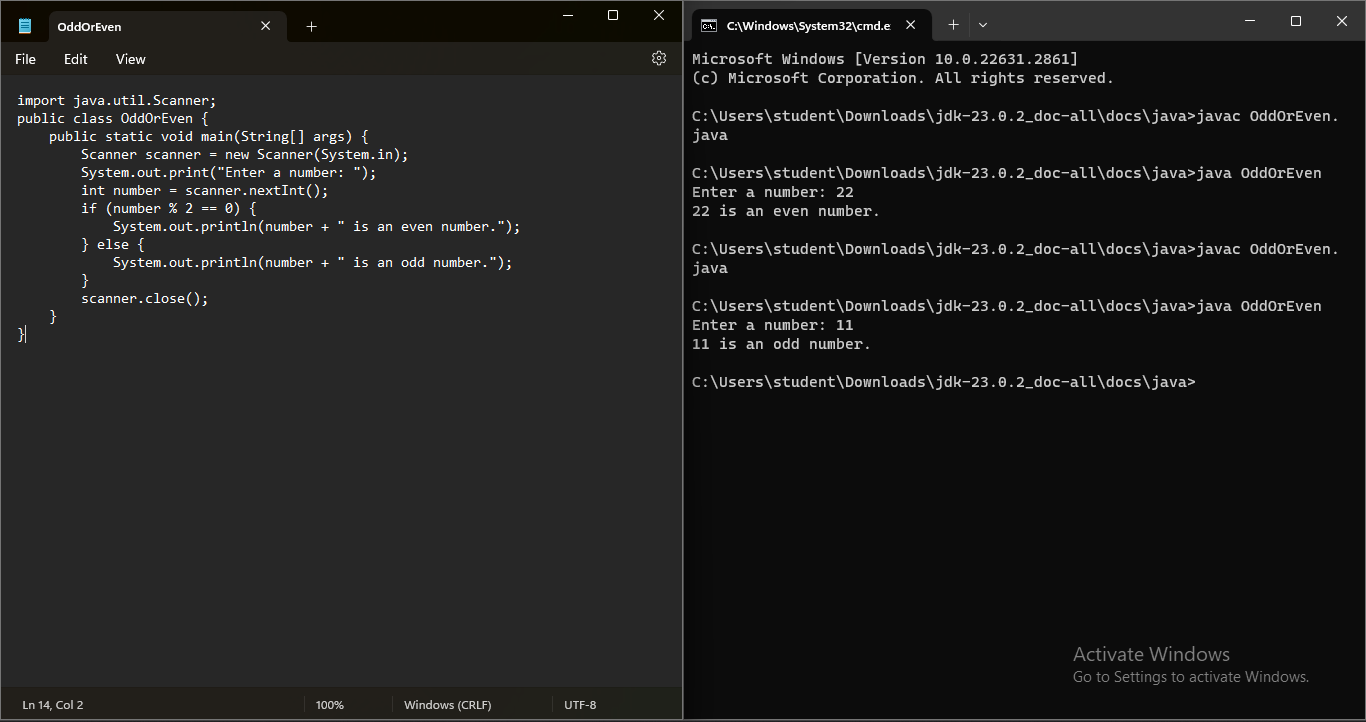 OddOrEven
File Edit View
import java.util.Scanner;
public class OddOrEven {
    public static void main(String[] args) {
        Scanner scanner = new Scanner(System.in);
        System.out.print("Enter a number: ");
        int number = scanner.nextInt();
        if (number % 2 == 0) {
            System.out.println(number + " is an even number.");
        } else {
            System.out.println(number + " is an odd number.");
        }
        scanner.close();
    }
}
Ln 14, Col 2 100% Windows (CRLF) UTF-8
C:\Windows\System32\cmd.e
Microsoft Windows [Version 10.0.22631.2861]
(c) Microsoft Corporation. All rights reserved.
C:\Users\student\Downloads\jdk-23.0.2_doc-all\docs\java>javac OddOrEven.
java
C:\Users\student\Downloads\jdk-23.0.2_doc-all\docs\java>java OddOrEven
Enter a number: 22
22 is an even number.
C:\Users\student\Downloads\jdk-23.0.2_doc-all\docs\java>javac OddOrEven.
java
C:\Users\student\Downloads\jdk-23.0.2_doc-all\docs\java>java OddOrEven
Enter a number: 11
11 is an odd number.
C:\Users\student\Downloads\jdk-23.0.2_doc-all\docs\java>
Activate Windows
Go to Settings to activate Windows.